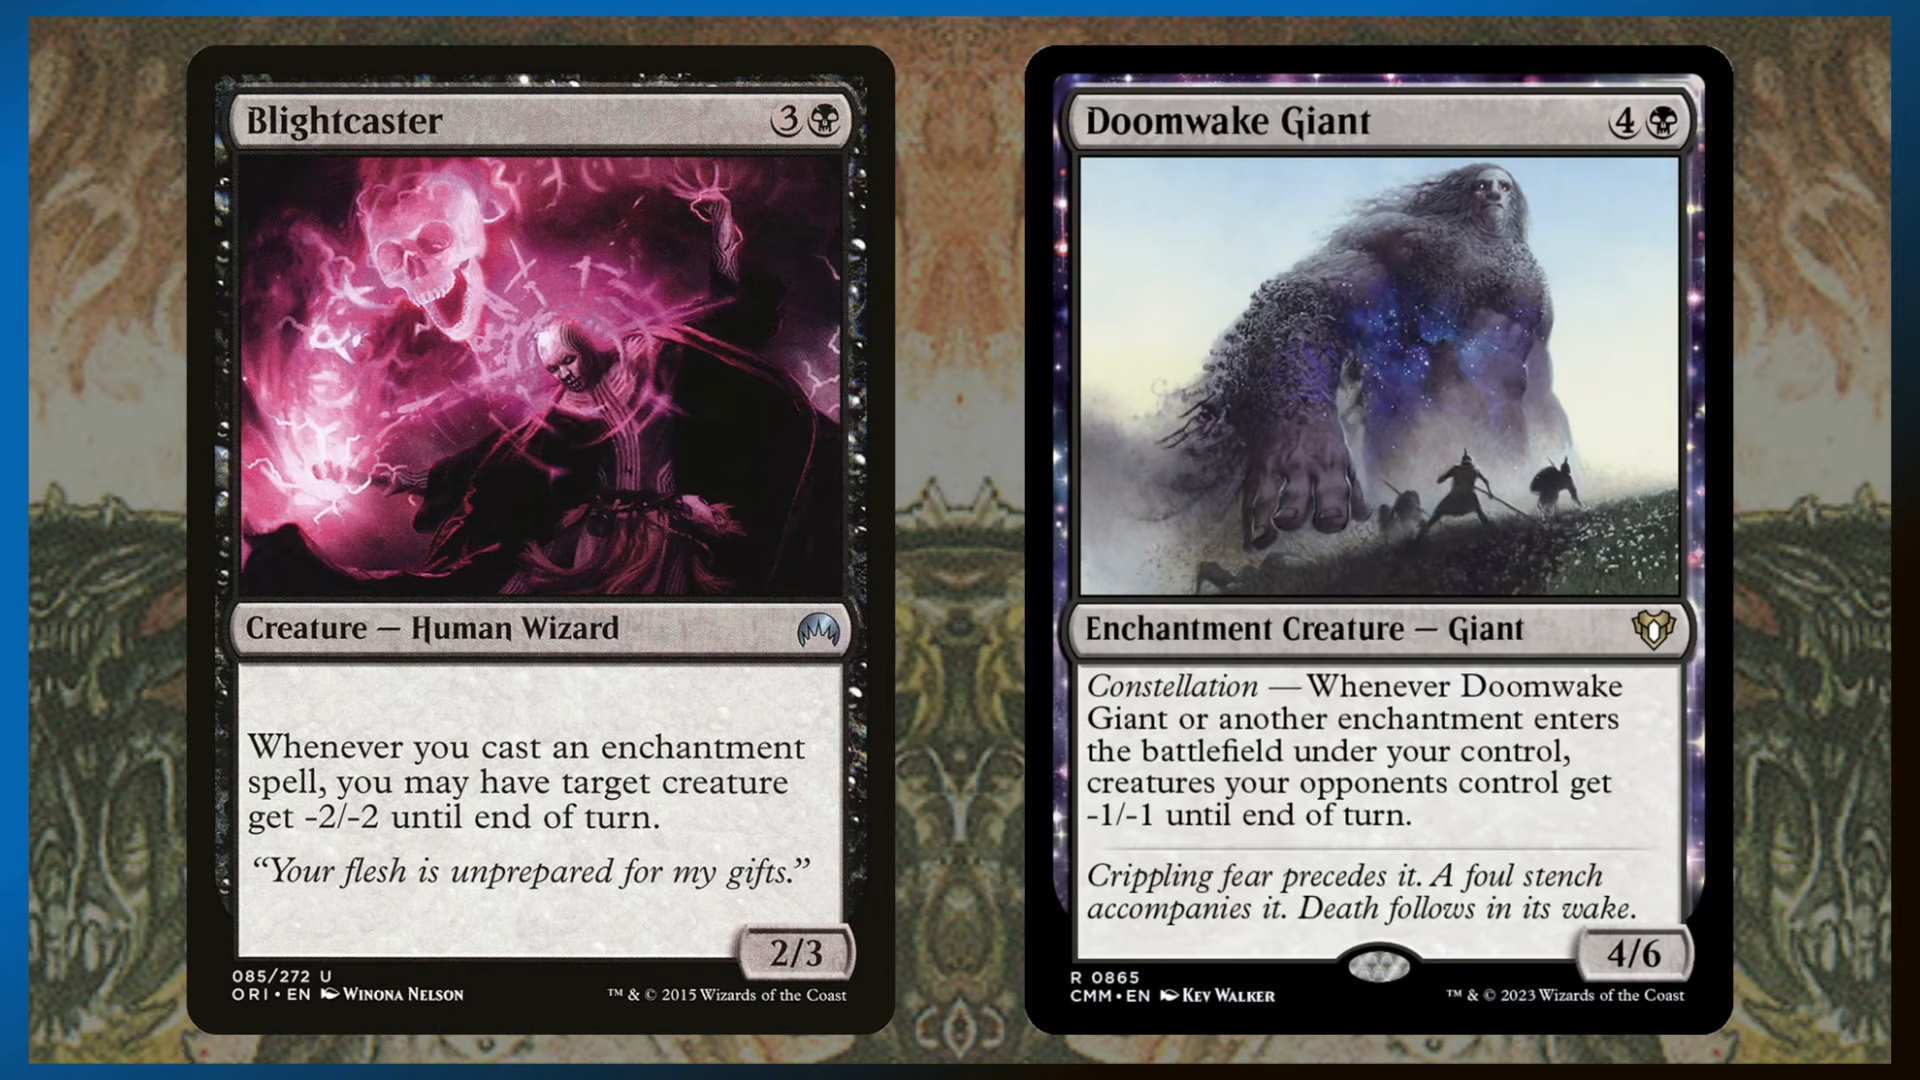 Blightcaster
3
Creature — Human Wizard
Whenever you cast an enchantment
spell, you may have target creature
get -2/-2 until end of turn.
“Your flesh is unprepared for my gifts.”
2/3
085/272 U
ORI • EN Winona Nelson
™ & © 2015 Wizards of the Coast
Doomwake Giant
4
Enchantment Creature — Giant
Constellation — Whenever Doomwake
Giant or another enchantment enters
the battlefield under your control,
creatures your opponents control get
-1/-1 until end of turn.
Crippling fear precedes it. A foul stench
accompanies it. Death follows in its wake.
4/6
R 0865
CMM • EN Kev Walker
™ & © 2023 Wizards of the Coast